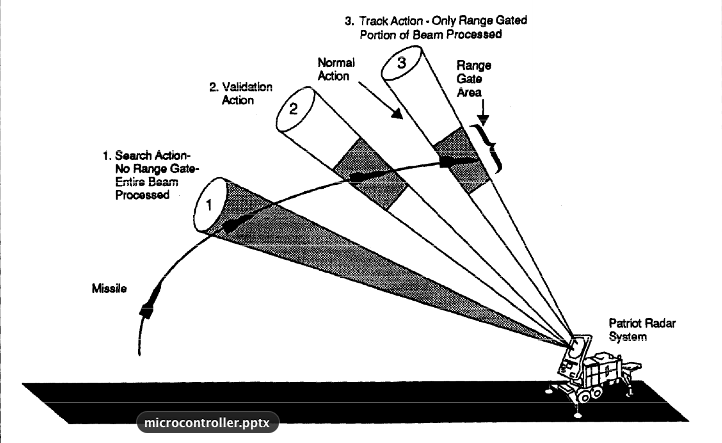 3. Track Action - Only Range Gated
Portion of Beam Processed
Normal
Action
3
Range
Gate
Area
2. Validation
Action
2
1. Search Action-
No Range Gate-
Entire Beam
Processed
1
Missile
Patriot Radar
System
microcontroller.pptx